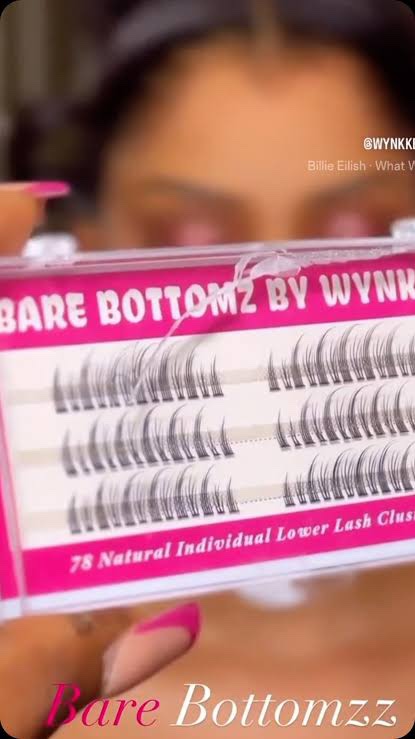 @WYNKK
Billie Eilish · What W
BARE BOTTOMZ BY WYNK
78 Natural Individual Lower Lash Clus
Bare Bottomzz